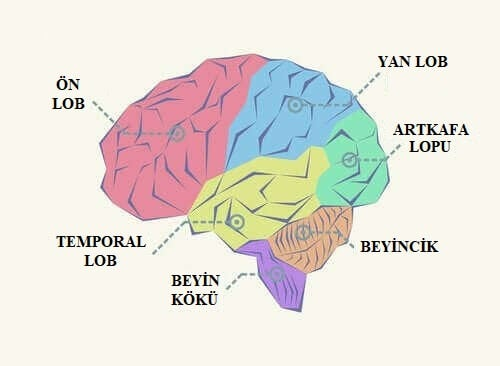 ÖN
LOB
YAN LOB
ARTKAFA
LOPU
TEMPORAL
LOB
BEYİNCİK
BEYİN
KÖKÜ